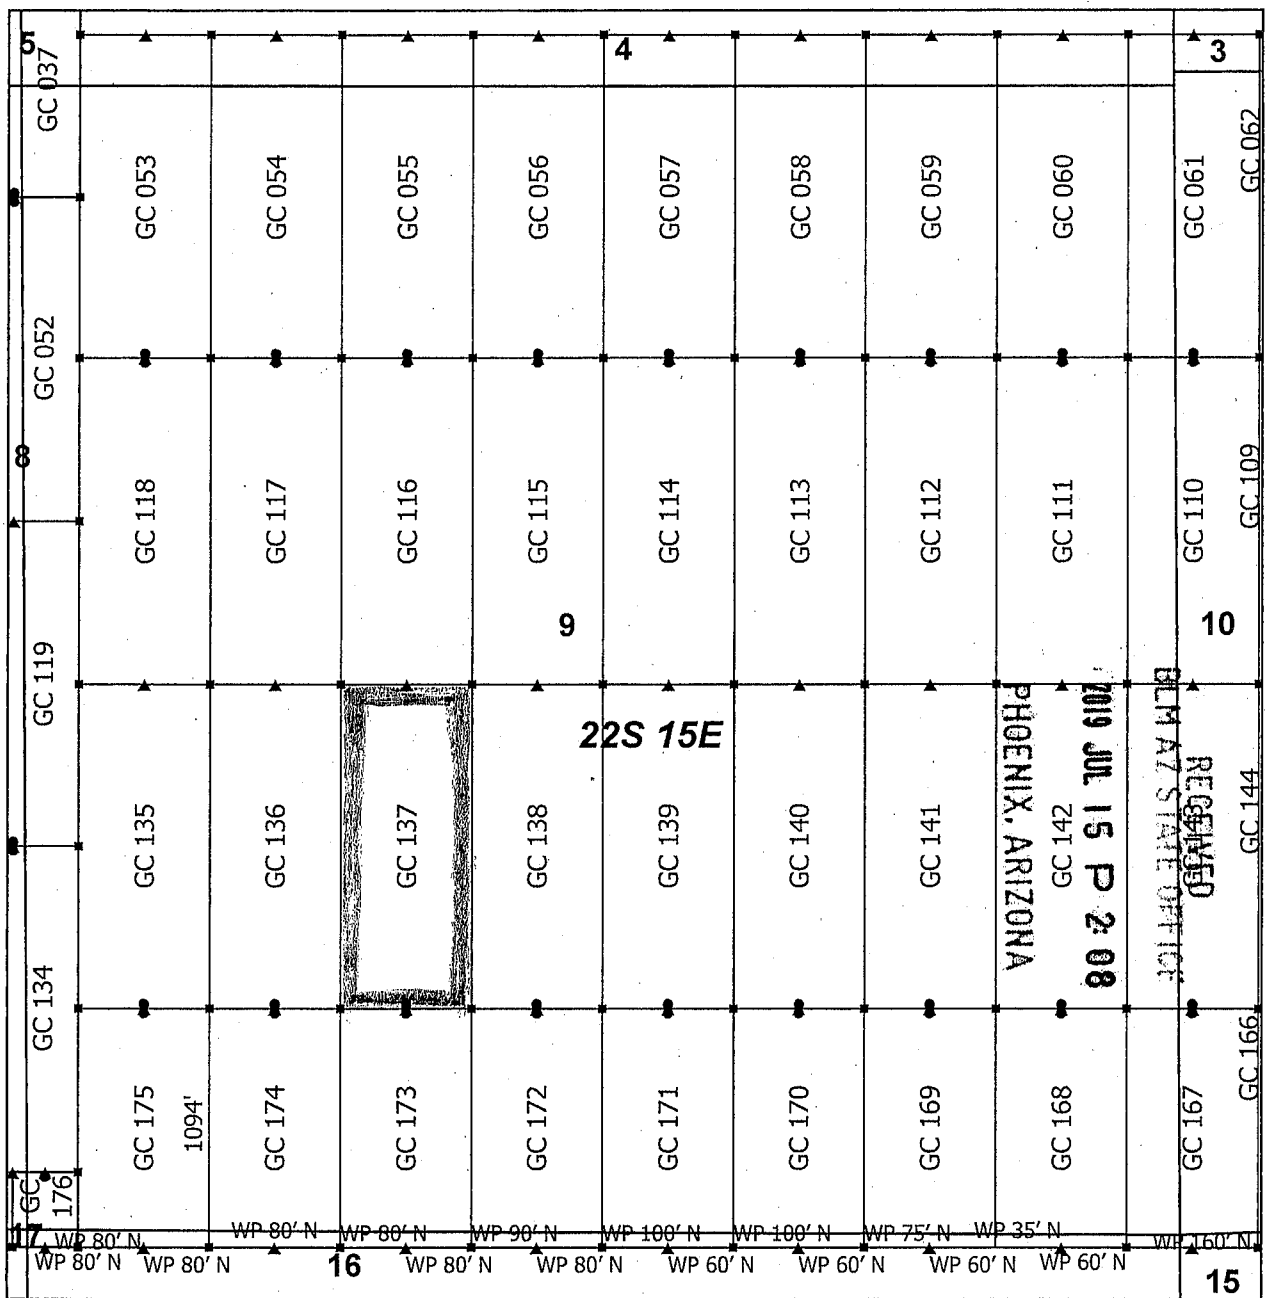 5
4
3
GC 037
GC 053
GC 054
GC 055
GC 056
GC 057
GC 058
GC 059
GC 060
GC 061
GC 062
GC 052
8
GC 118
GC 117
GC 116
GC 115
GC 114
GC 113
GC 112
GC 111
GC 110
GC 109
9
10
GC 119
22S 15E
GC 135
GC 136
GC 137
GC 138
GC 139
GC 140
GC 141
GC 142
GC 143
GC 144
RECEIVED
BLM AZ STATE OFFICE
2019 JUL 15 P 2:08
PHOENIX, ARIZONA
GC 134
GC 175
1094'
GC 174
GC 173
GC 172
GC 171
GC 170
GC 169
GC 168
GC 167
GC 166
GC
176
17
WP 80' N
WP 80' N
WP 80' N
WP 90' N
WP 100' N
WP 100' N
WP 75' N
WP 35' N
WP 160' N
WP 80' N
WP 80' N
16
WP 80' N
WP 80' N
WP 60' N
WP 60' N
WP 60' N
WP 60' N
15